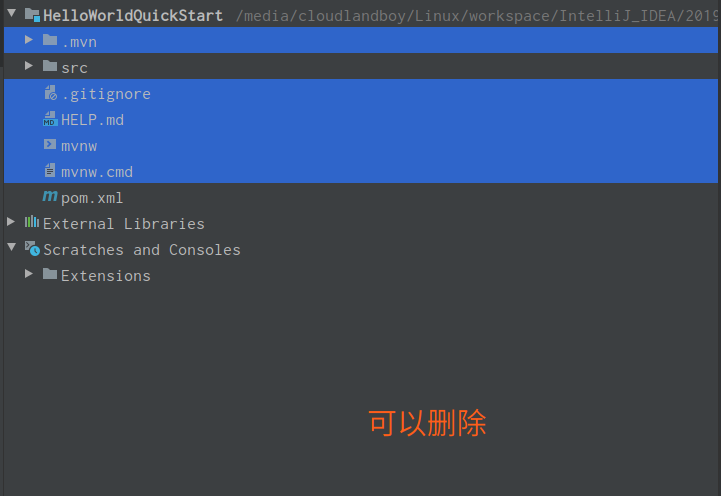 HelloWorldQuickStart /media/cloudlandboy/Linux/workspace/IntelliJ_IDEA/2019
.mvn
src
.gitignore
HELP.md
mvnw
mvnw.cmd
pom.xml
External Libraries
Scratches and Consoles
Extensions
可以删除